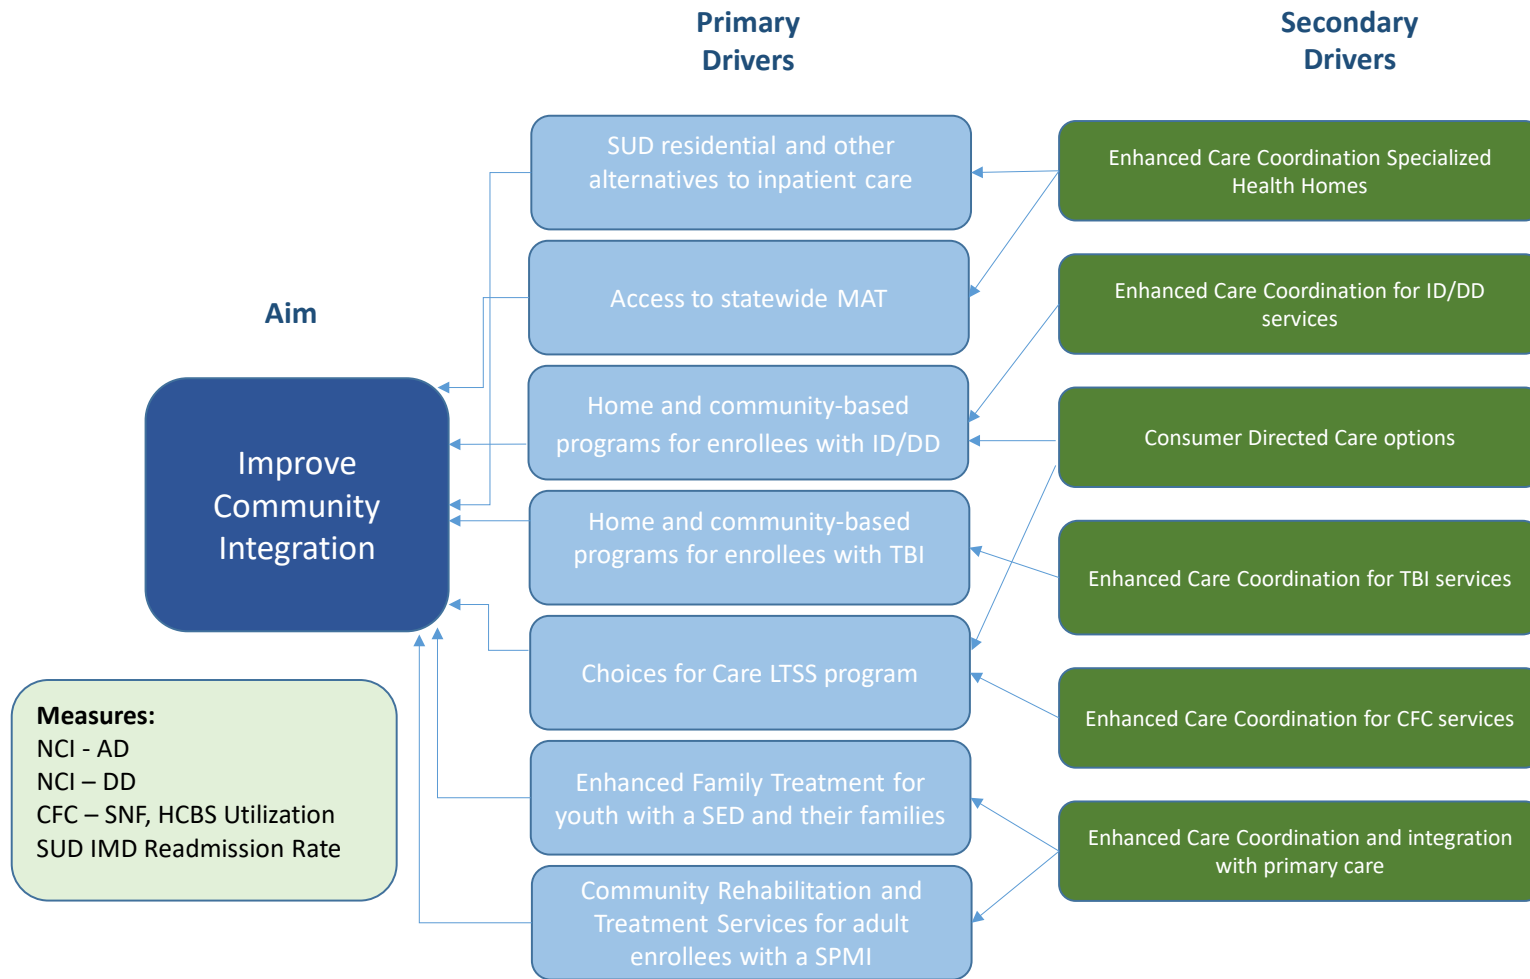 Primary
Drivers
Secondary
Drivers
Aim
Improve
Community
Integration
Measures:
NCI - AD
NCI – DD
CFC – SNF, HCBS Utilization
SUD IMD Readmission Rate
SUD residential and other
alternatives to inpatient care
Access to statewide MAT
Home and community-based
programs for enrollees with ID/DD
Home and community-based
programs for enrollees with TBI
Choices for Care LTSS program
Enhanced Family Treatment for
youth with a SED and their families
Community Rehabilitation and
Treatment Services for adult
enrollees with a SPMI
Enhanced Care Coordination Specialized
Health Homes
Enhanced Care Coordination for ID/DD
services
Consumer Directed Care options
Enhanced Care Coordination for TBI services
Enhanced Care Coordination for CFC services
Enhanced Care Coordination and integration
with primary care